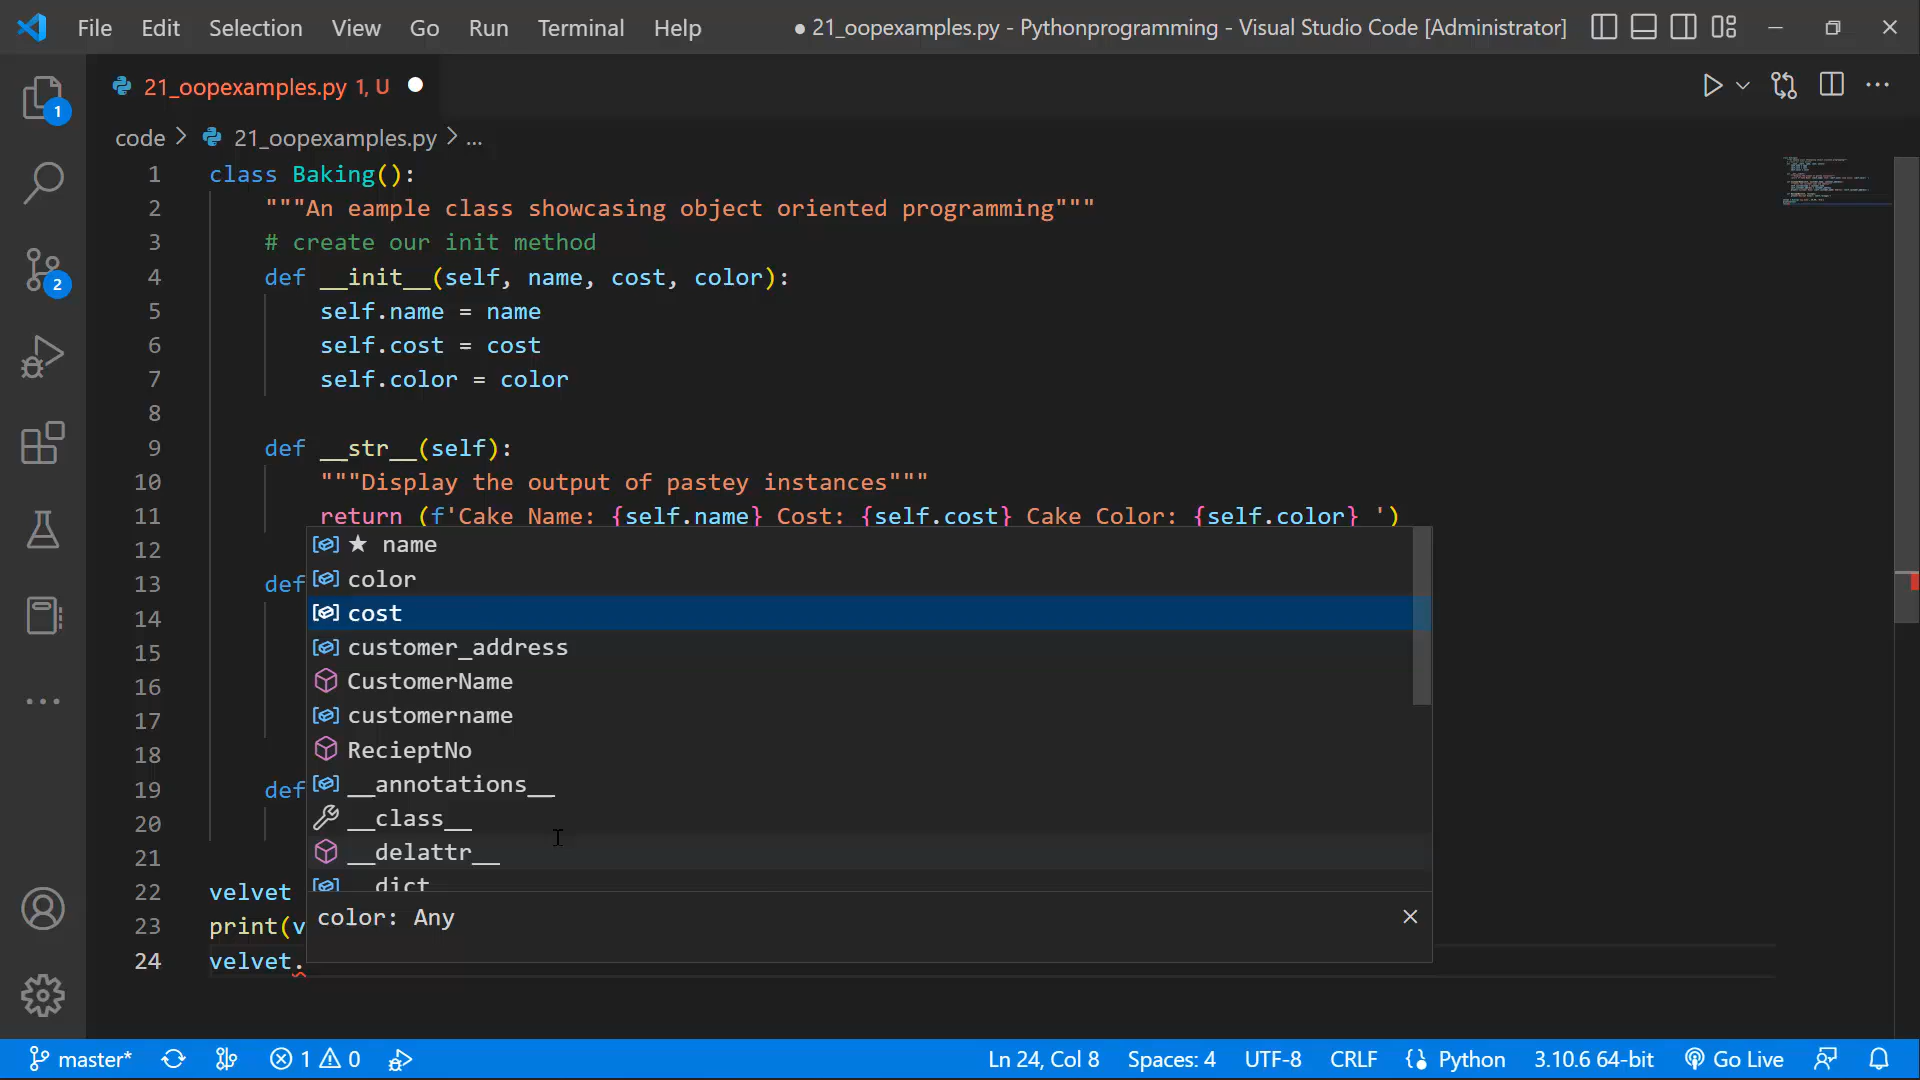 File Edit Selection View Go Run Terminal Help ● 21_oopexamples.py - Pythonprogramming - Visual Studio Code [Administrator]
21_oopexamples.py 1, U
code > 21_oopexamples.py > ...
1 class Baking():
2 """An eample class showcasing object oriented programming"""
3 # create our init method
4 def __init__(self, name, cost, color):
5 self.name = name
6 self.cost = cost
7 self.color = color
8
9 def __str__(self):
10 """Display the output of pastey instances"""
11 return (f'Cake Name: {self.name} Cost: {self.cost} Cake Color: {self.color} ')
12
13 def
14
15
16
17
18
19 def
20
21
22 velvet
23 print(v
24 velvet.
★ name
color
cost
customer_address
CustomerName
customername
RecieptNo
__annotations__
__class__
__delattr__
__dict
color: Any
1
2
master* 1 0 Ln 24, Col 8 Spaces: 4 UTF-8 CRLF Python 3.10.6 64-bit Go Live